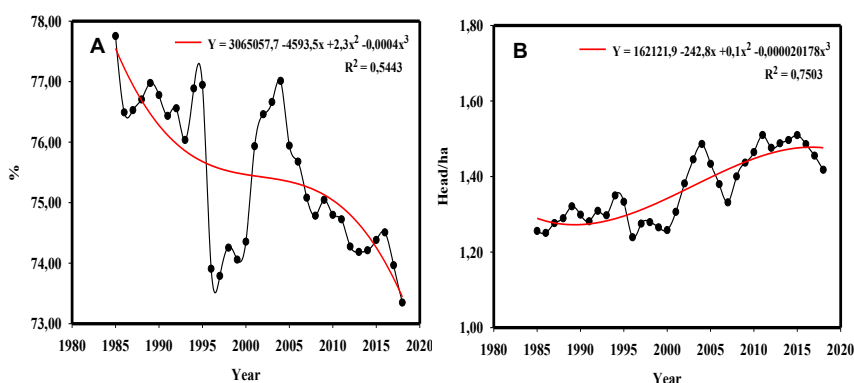 A
Y = 3065057,7 -4593,5x +2,3x² -0,0004x³
R² = 0,5443
78,00
77,00
76,00
75,00
74,00
73,00
%
1980 1985 1990 1995 2000 2005 2010 2015 2020
Year
B
Y = 162121,9 -242,8x +0,1x² -0,000020178x³
R² = 0,7503
1,80
1,60
1,40
1,20
1,00
Head/ha
1980 1985 1990 1995 2000 2005 2010 2015 2020
Year